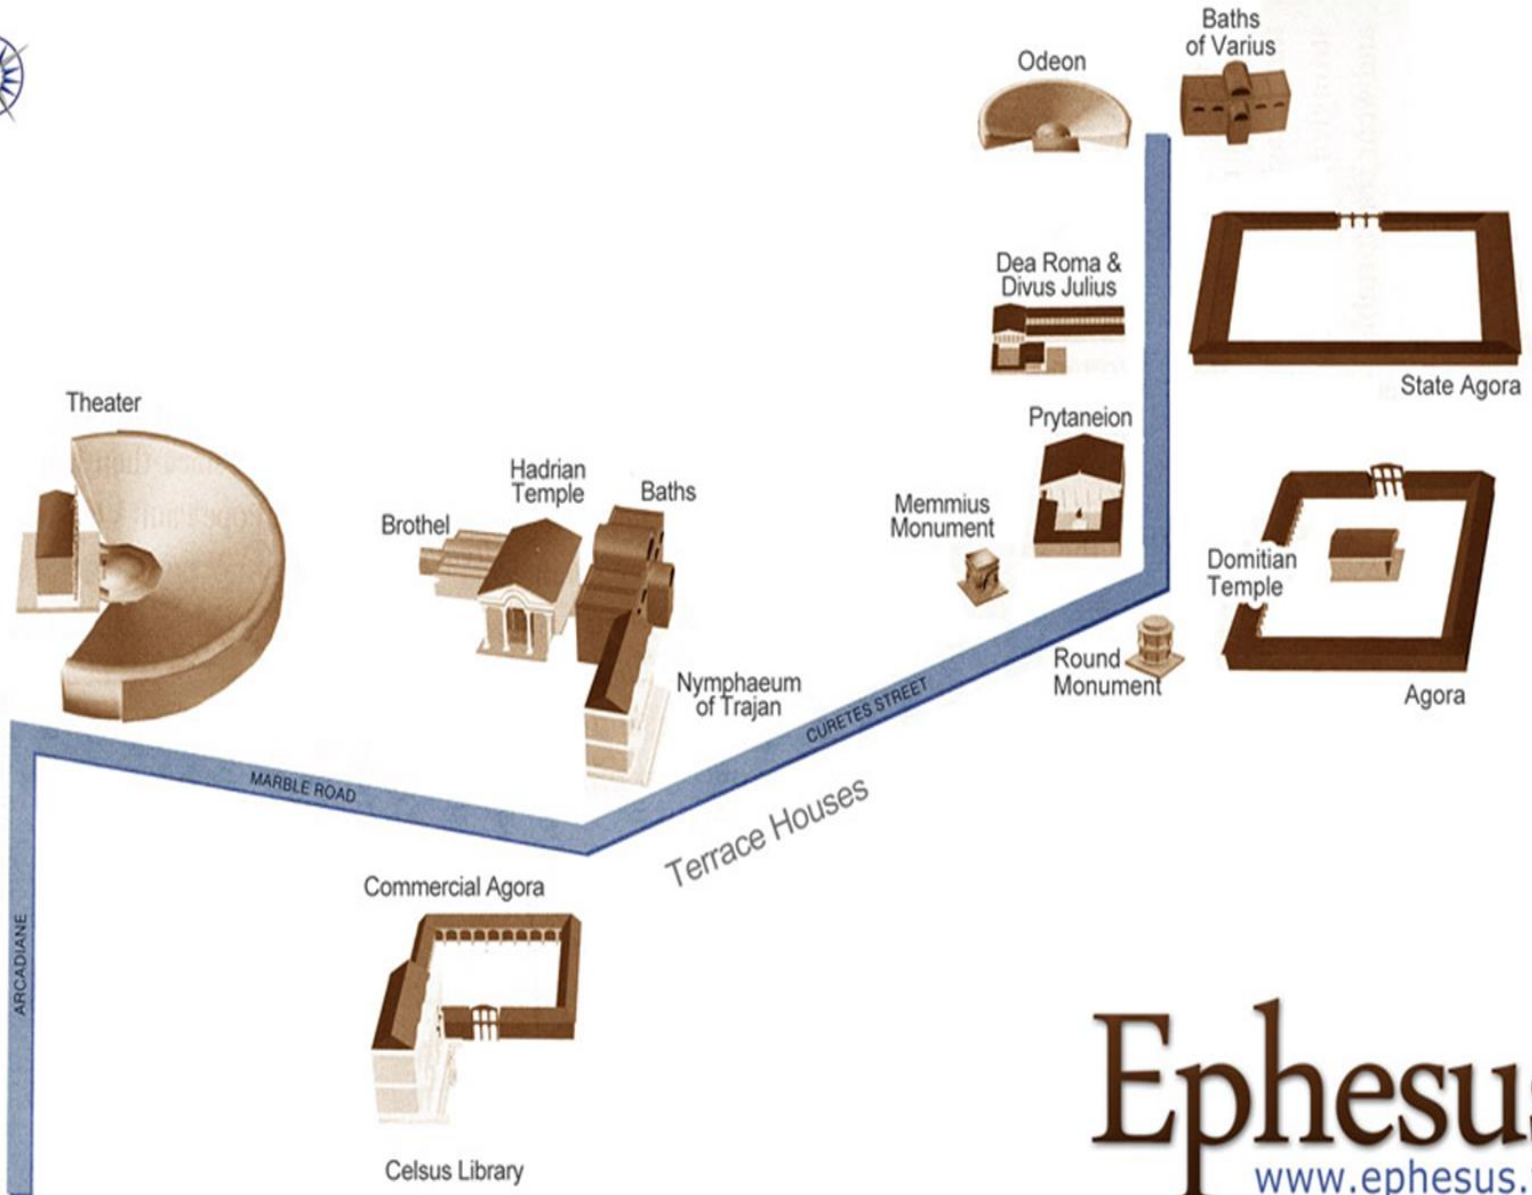 Baths
of Varius
Odeon
Dea Roma &
Divus Julius
State Agora
Theater
Prytaneion
Hadrian
Temple
Baths
Brothel
Memmius
Monument
Domitian
Temple
Round
Monument
Agora
Nymphaeum
of Trajan
CURETES STREET
MARBLE ROAD
Terrace Houses
Commercial Agora
ARCADIANE
Celsus Library
Ephesus
www.ephesus.